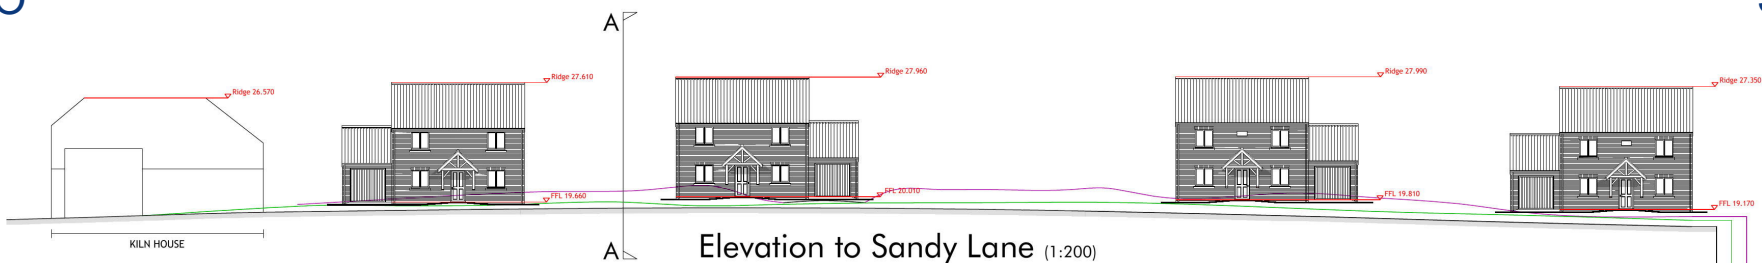 A
Ridge 26.570
Ridge 27.610
Ridge 27.960
Ridge 27.990
Ridge 27.350
FFL 19.660
FFL 20.010
FFL 19.810
FFL 19.170
KILN HOUSE
A
Elevation to Sandy Lane (1:200)